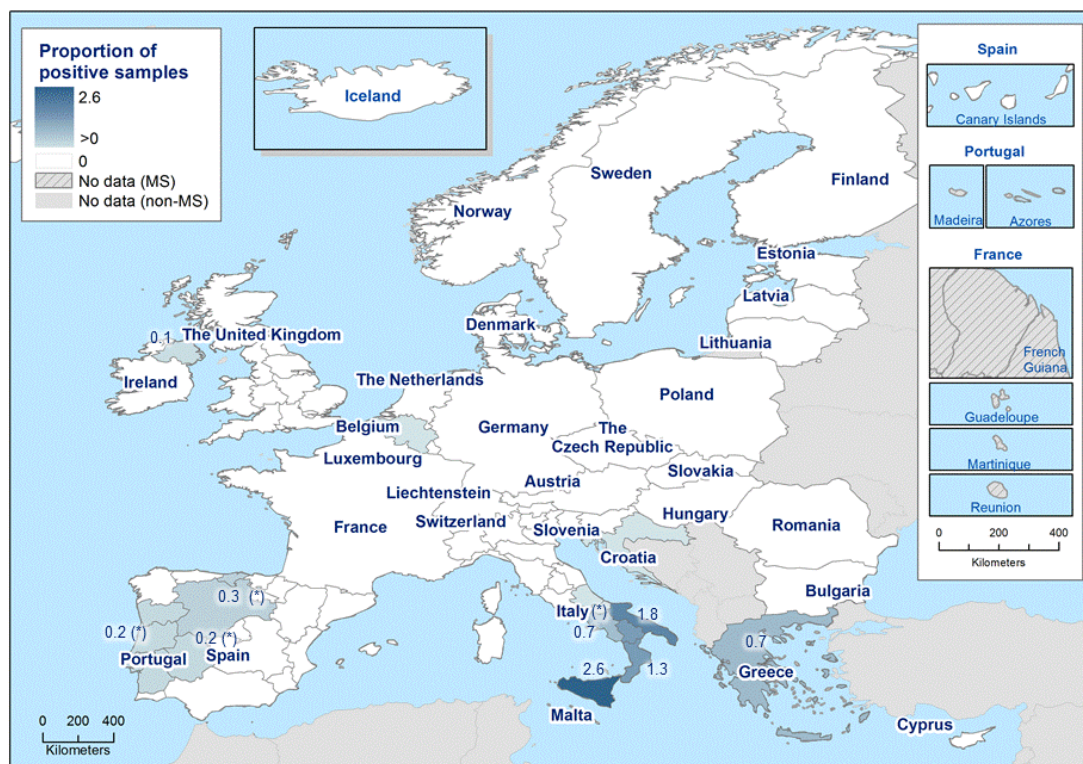 Proportion of
positive samples
2.6
>0
0
No data (MS)
No data (non-MS)
Iceland
Spain
Canary Islands
Portugal
Madeira
Azores
France
French
Guiana
Guadeloupe
Martinique
Reunion
0 200 400
Kilometers
Sweden
Finland
Norway
Estonia
Latvia
Denmark
Lithuania
0.1
The United Kingdom
Ireland
The Netherlands
Poland
Belgium
Germany
The
Czech Republic
Luxembourg
Slovakia
Austria
Liechtenstein
Hungary
France
Switzerland
Slovenia
Romania
Croatia
Bulgaria
0.3 (*)
Italy (*)
1.8
0.2 (*)
0.2 (*)
0.7
0.7
Portugal
Spain
2.6
1.3
Greece
Malta
Cyprus
0 200 400
Kilometers